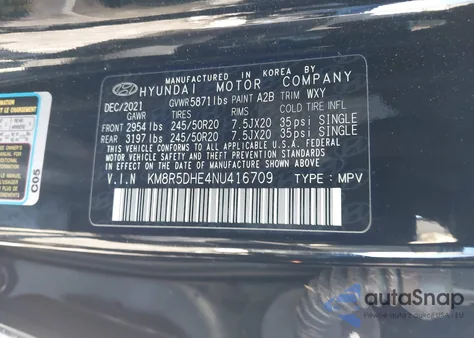 MANUFACTURED IN KOREA BY
HYUNDAI MOTOR COMPANY
DEC/2021 GVWR5871lbs PAINT A2B TRIM WXY
GAWR TIRES RIMS COLD TIRE INFL
FRONT 2954 lbs 245/50R20 7.5JX20 35psi SINGLE
REAR 3197 lbs 245/50R20 7.5JX20 35psi SINGLE
THIS VEHICLE CONFORMS TO ALL APPLICABLE U.S. FEDERAL MOTOR VEHICLE
SAFETY AND THEFT PREVENTION STANDARDS IN EFFECT ON THE DATE OF
MANUFACTURE SHOWN ABOVE
V.I.N KM8R5DHE4NU416709 TYPE : MPV
C05
autoSnap